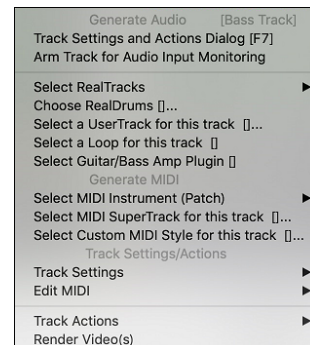 Generate Audio [Bass Track]
Track Settings and Actions Dialog [F7]
Arm Track for Audio Input Monitoring
Select RealTracks
Choose RealDrums []...
Select a UserTrack for this track []...
Select a Loop for this track []
Select Guitar/Bass Amp Plugin []
Generate MIDI
Select MIDI Instrument (Patch)
Select MIDI SuperTrack for this track []...
Select Custom MIDI Style for this track []...
Track Settings/Actions
Track Settings
Edit MIDI
Track Actions
Render Video(s)